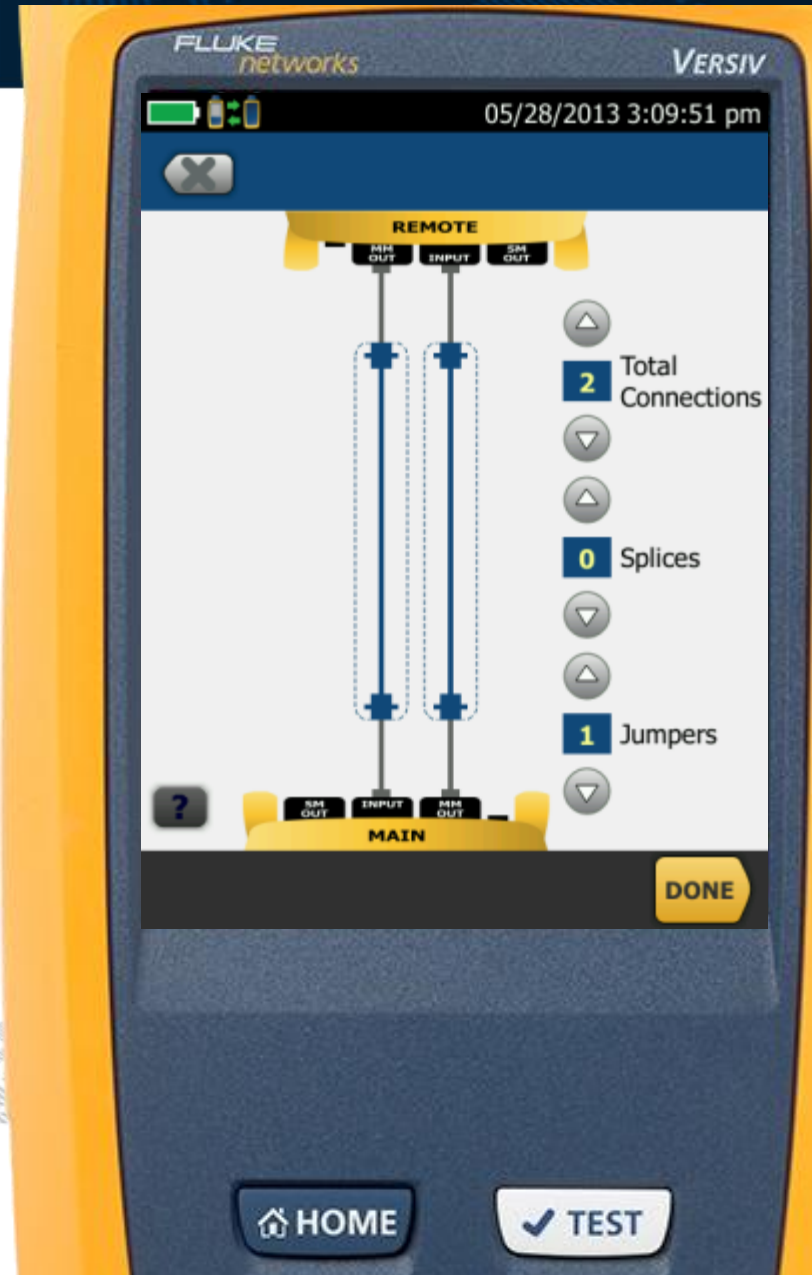 FLUKE
networks
VERSIV
05/28/2013 3:09:51 pm
REMOTE
MM
OUT
INPUT
SM
OUT
2
Total
Connections
0
Splices
1
Jumpers
?
SM
OUT
INPUT
MM
OUT
MAIN
DONE
HOME
TEST